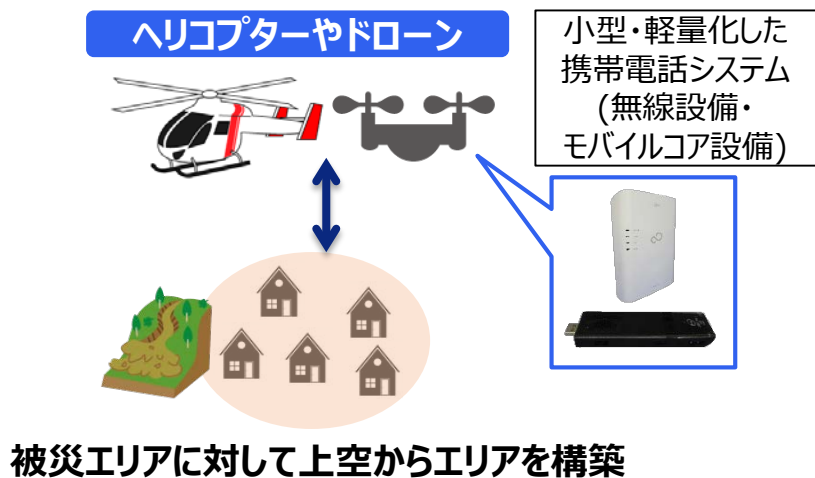 ヘリコプターやドローン
小型・軽量化した
携帯電話システム
(無線設備・
モバイルコア設備)
被災エリアに対して上空からエリアを構築